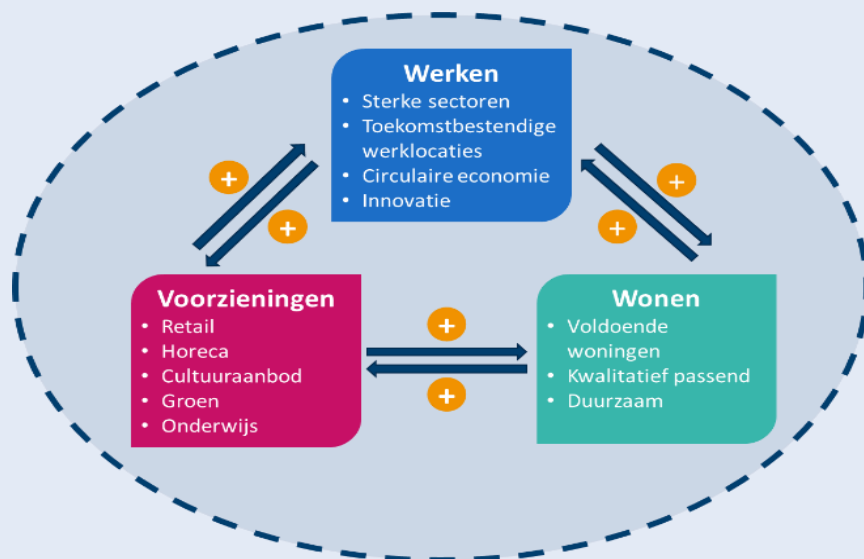 Werken
• Sterke sectoren
• Toekomstbestendige
werklocaties
• Circulaire economie
• Innovatie
+
+
+
+
Voorzieningen
• Retail
• Horeca
• Cultuuraanbod
• Groen
• Onderwijs
+
+
Wonen
• Voldoende
woningen
• Kwalitatief passend
• Duurzaam